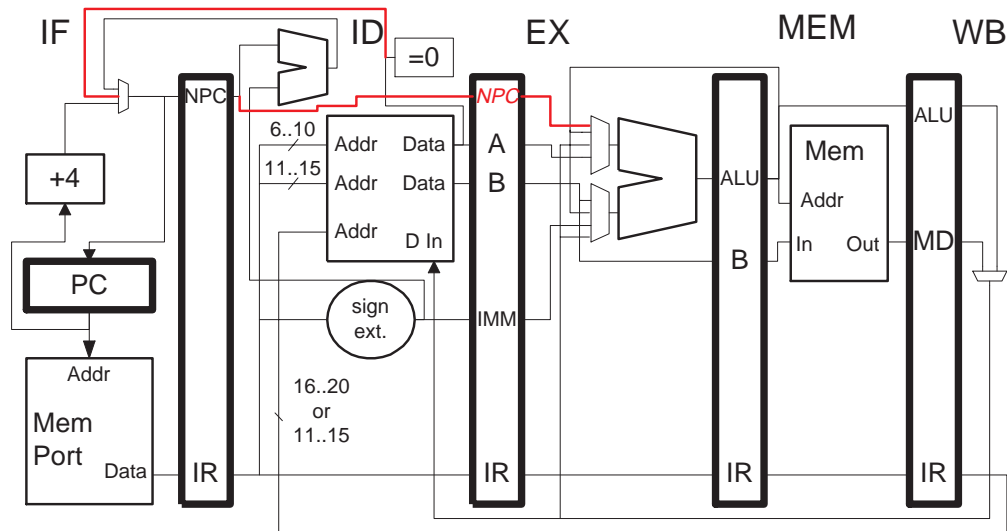 IF
ID
EX
MEM
WB
=0
NPC
+4
PC
Addr
Mem
Port
Data
IR
6..10
11..15
Addr
Data
Addr
Data
Addr
D In
sign
ext.
16..20
or
11..15
NPC
A
B
IMM
IR
ALU
B
IR
Mem
Addr
In
Out
ALU
MD
IR